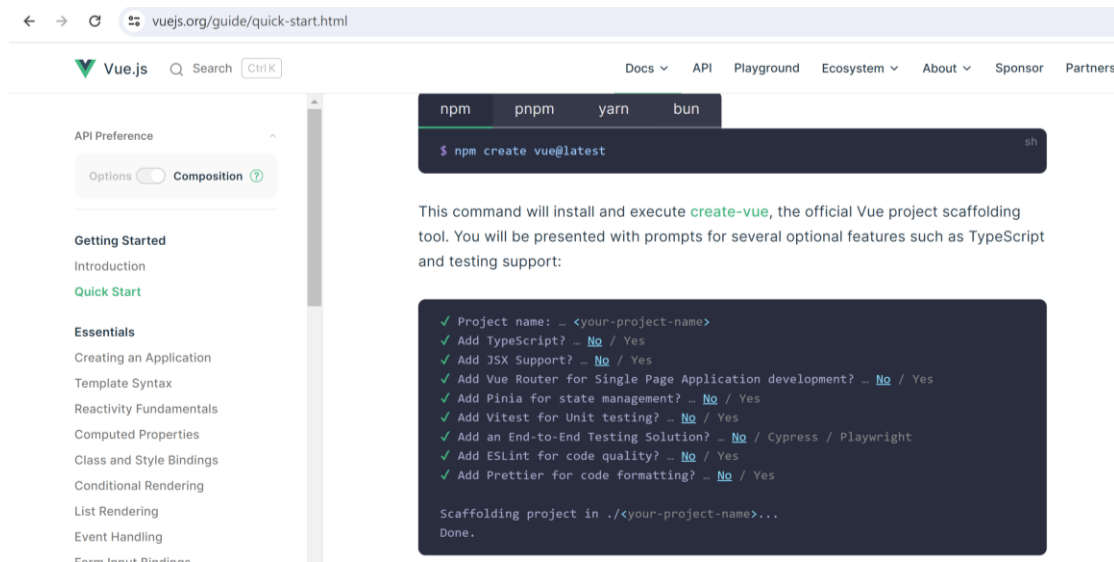 vuejs.org/guide/quick-start.html
Vue.js
Search Ctrl K
Docs API Playground Ecosystem About Sponsor Partners
API Preference
Options Composition ?
Getting Started
Introduction
Quick Start
Essentials
Creating an Application
Template Syntax
Reactivity Fundamentals
Computed Properties
Class and Style Bindings
Conditional Rendering
List Rendering
Event Handling
Form Input Bindings
npm pnpm yarn bun
sh
$ npm create vue@latest
This command will install and execute create-vue, the official Vue project scaffolding
tool. You will be presented with prompts for several optional features such as TypeScript
and testing support:
✓ Project name: … <your-project-name>
✓ Add TypeScript? … No / Yes
✓ Add JSX Support? … No / Yes
✓ Add Vue Router for Single Page Application development? … No / Yes
✓ Add Pinia for state management? … No / Yes
✓ Add Vitest for Unit testing? … No / Yes
✓ Add an End-to-End Testing Solution? … No / Cypress / Playwright
✓ Add ESLint for code quality? … No / Yes
✓ Add Prettier for code formatting? … No / Yes
Scaffolding project in ./<your-project-name>...
Done.